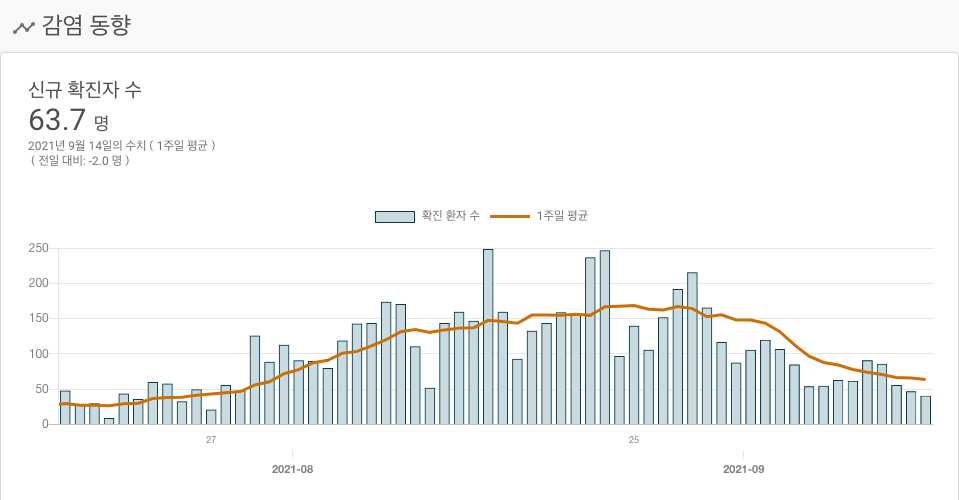 감염 동향
신규 확진자 수
63.7 명
2021년 9월 14일의 수치 ( 1주일 평균 )
( 전일 대비: -2.0 명 )
확진 환자 수 1주일 평균
250
200
150
100
50
0
27 25
2021-08 2021-09